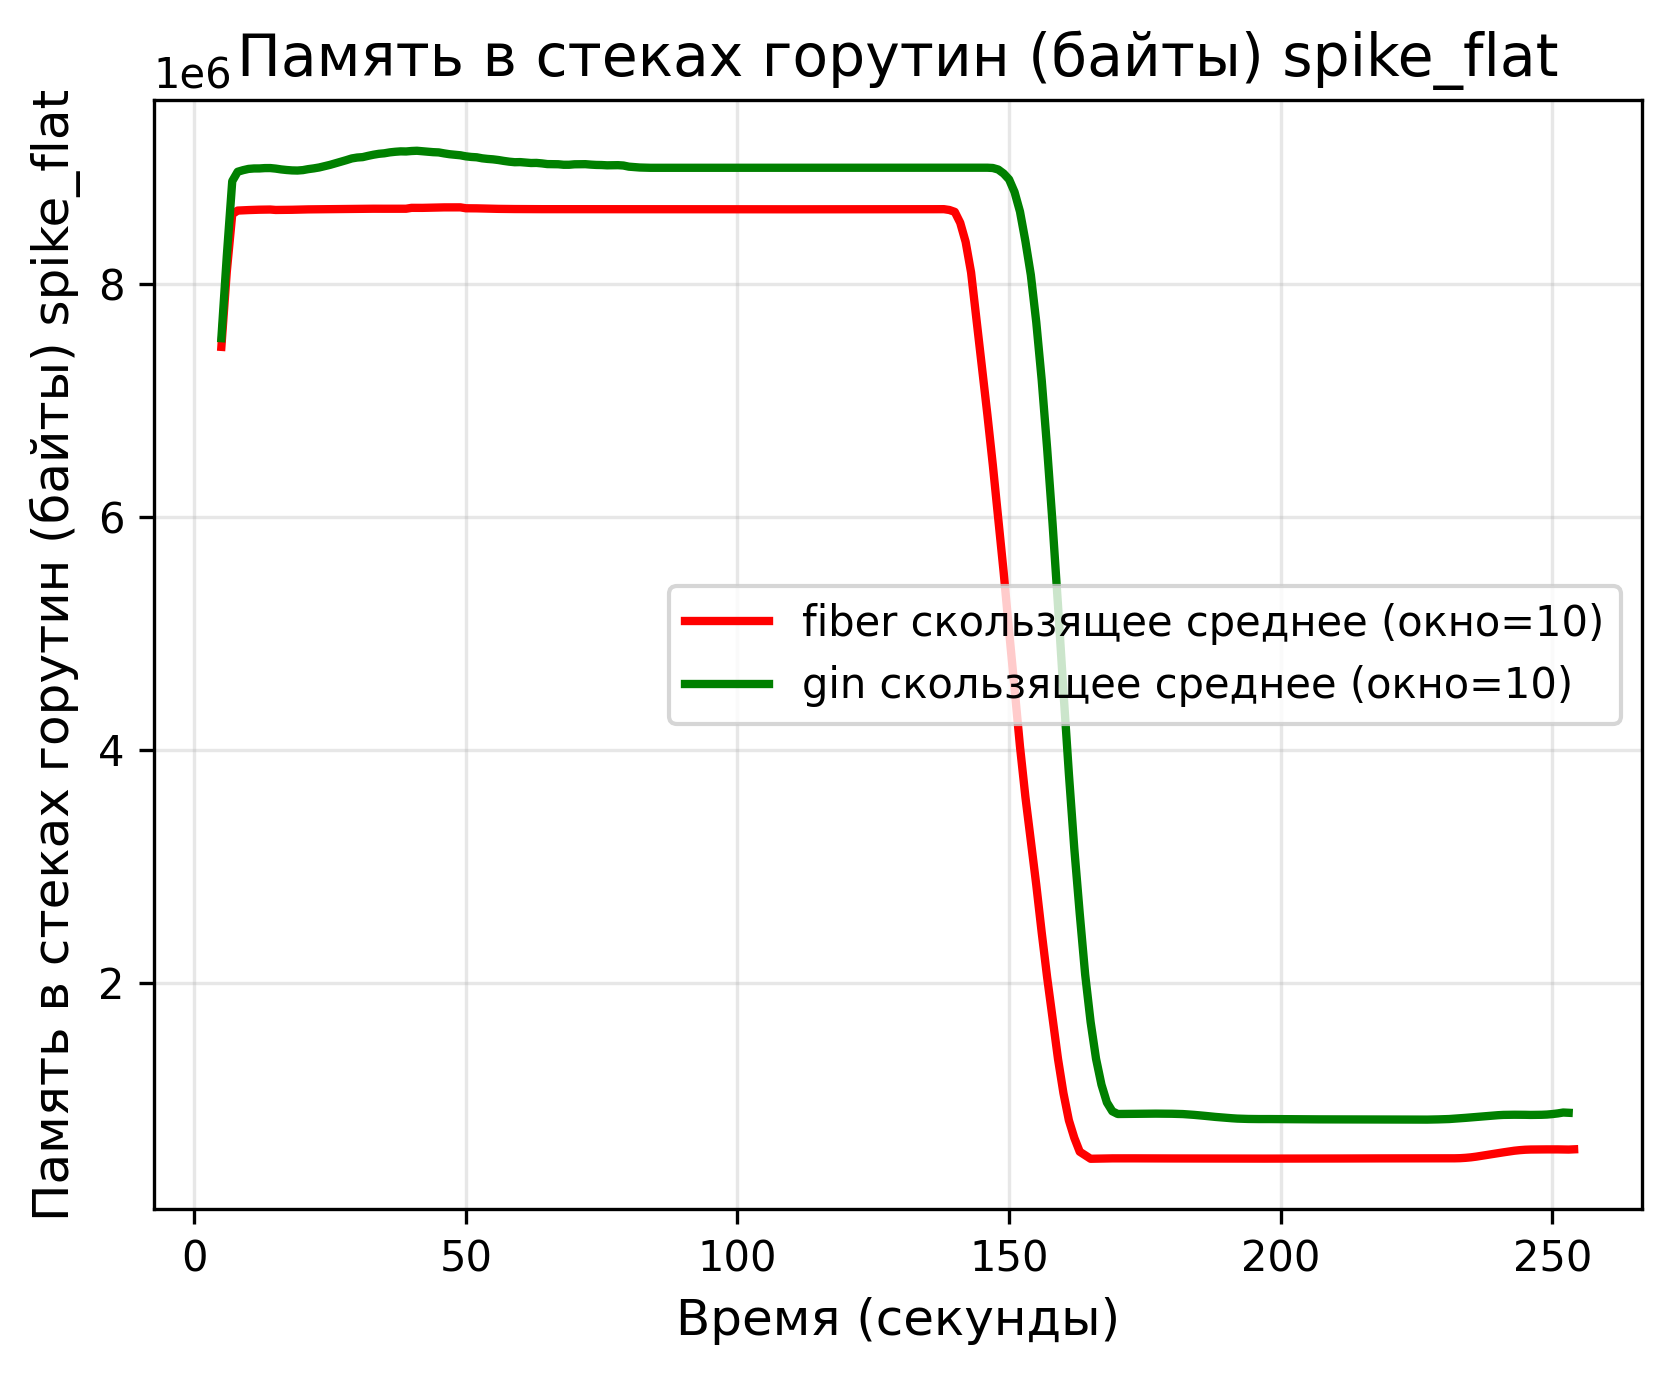 Память в стеках горутин (байты) spike_flat
1e6
Память в стеках горутин (байты) spike_flat
8
6
4
2
fiber скользящее среднее (окно=10)
gin скользящее среднее (окно=10)
0 50 100 150 200 250
Время (секунды)